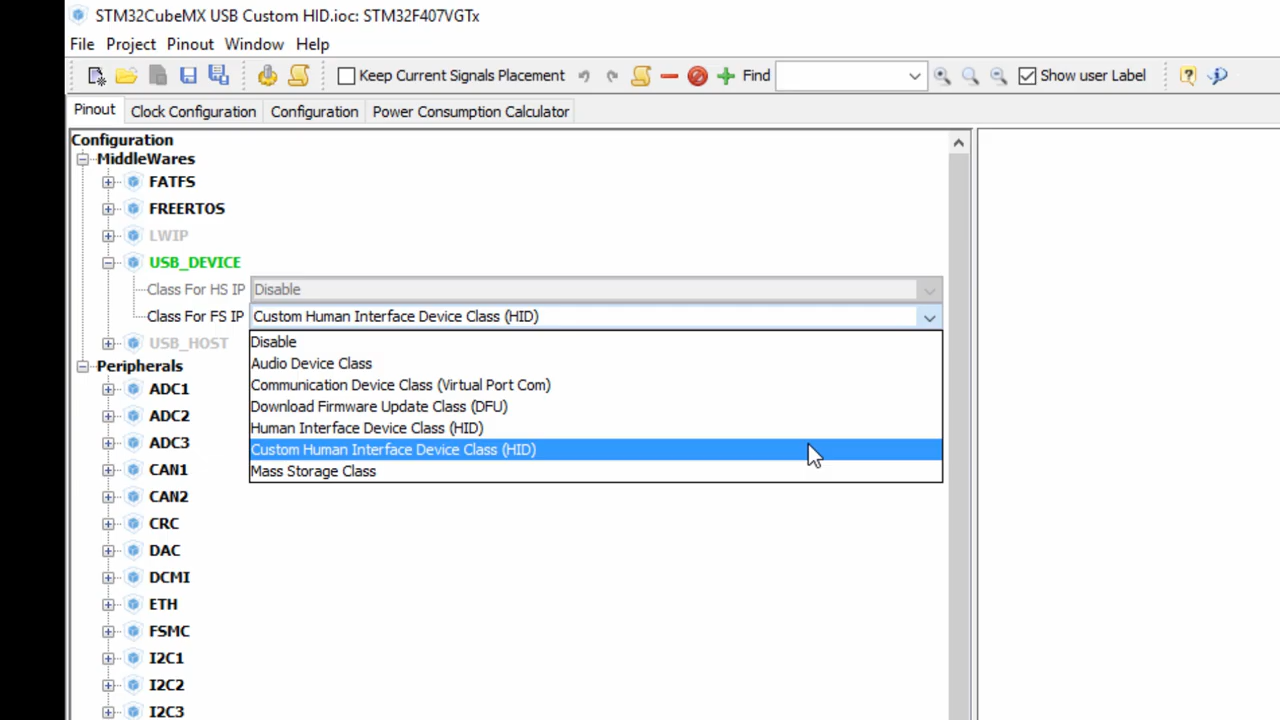 STM32CubeMX USB Custom HID.ioc: STM32F407VGTx
File Project Pinout Window Help
Keep Current Signals Placement Find Show user Label
Pinout Clock Configuration Configuration Power Consumption Calculator
Configuration
MiddleWares
FATFS
FREERTOS
LWIP
USB_DEVICE
Class For HS IP Disable
Class For FS IP Custom Human Interface Device Class (HID)
USB_HOST
Disable
Audio Device Class
Communication Device Class (Virtual Port Com)
Download Firmware Update Class (DFU)
Human Interface Device Class (HID)
Custom Human Interface Device Class (HID)
Mass Storage Class
Peripherals
ADC1
ADC2
ADC3
CAN1
CAN2
CRC
DAC
DCMI
ETH
FSMC
I2C1
I2C2
I2C3